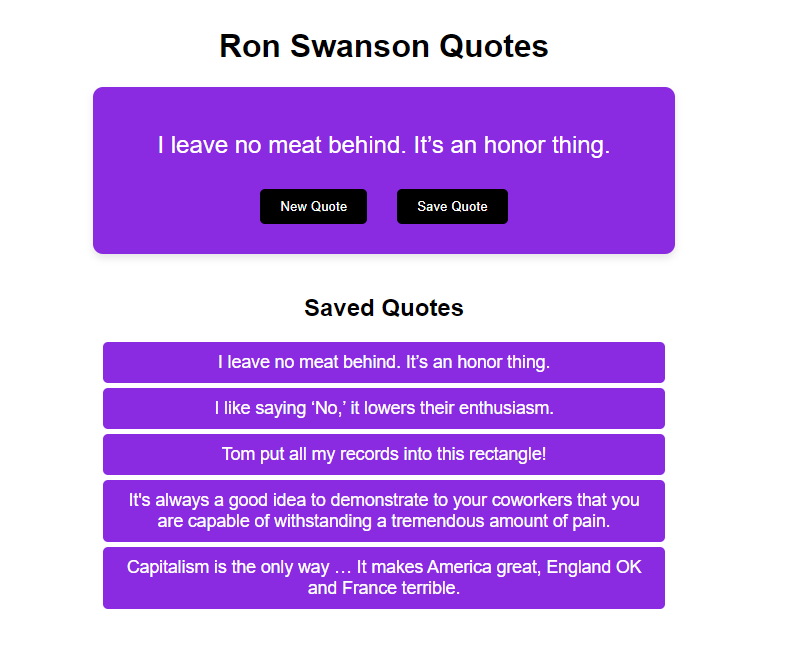 Ron Swanson Quotes
I leave no meat behind. It’s an honor thing.
New Quote
Save Quote
Saved Quotes
I leave no meat behind. It’s an honor thing.
I like saying ‘No,’ it lowers their enthusiasm.
Tom put all my records into this rectangle!
It's always a good idea to demonstrate to your coworkers that you
are capable of withstanding a tremendous amount of pain.
Capitalism is the only way … It makes America great, England OK
and France terrible.